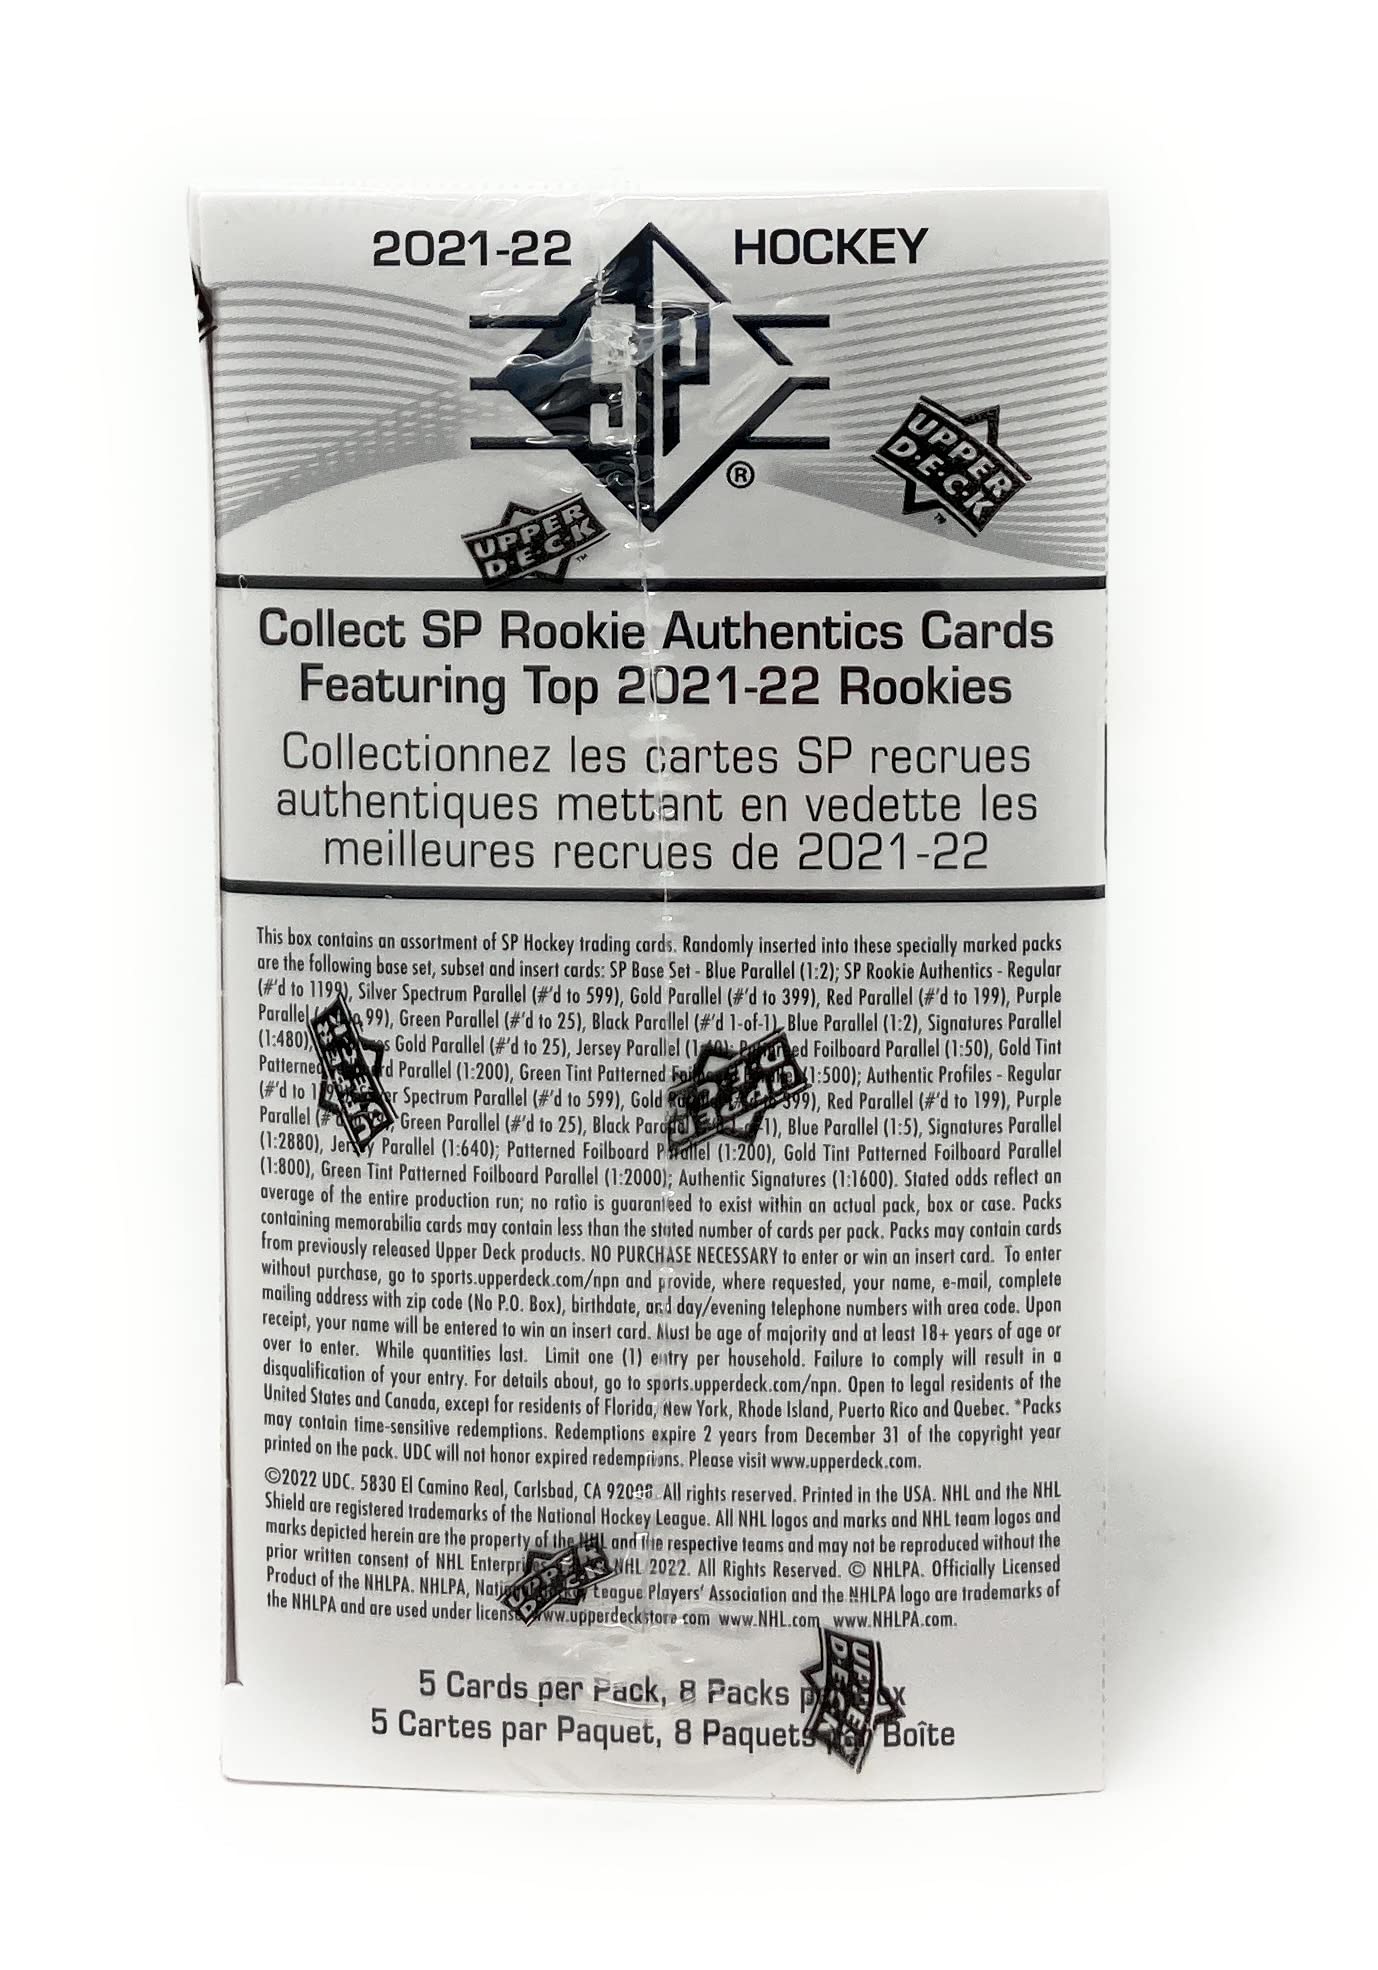 2021-22 SP HOCKEY
®
UPPER
D·E·C·K
™
UPPER
D·E·C·K
™
Collect SP Rookie Authentics Cards
Featuring Top 2021-22 Rookies
Collectionnez les cartes SP recrues
authentiques mettant en vedette les
meilleures recrues de 2021-22
This box contains an assortment of SP Hockey trading cards. Randomly inserted into these specially marked packs
are the following base set, subset and insert cards: SP Base Set - Blue Parallel (1:2); SP Rookie Authentics - Regular
(#'d to 1199), Silver Spectrum Parallel (#'d to 599), Gold Parallel (#'d to 399), Red Parallel (#'d to 199), Purple
Parallel 99), Green Parallel (#'d to 25), Black Parallel (#'d 1-of-1), Blue Parallel (1:2), Signatures Parallel
(1:480), Gold Parallel (#'d to 25), Jersey Parallel Foilboard Parallel (1:50), Gold Tint
Patterned Parallel (1:200), Green Tint Patterned (1:500); Authentic Profiles - Regular
(#'d to Spectrum Parallel (#'d to 599), Gold 399), Red Parallel (#'d to 199), Purple
Parallel Green Parallel (#'d to 25), Black Blue Parallel (1:5), Signatures Parallel
(1:2880), Jersey Parallel (1:640); Patterned Foilboard Parallel (1:200), Gold Tint Patterned Foilboard Parallel
(1:800), Green Tint Patterned Foilboard Parallel (1:2000); Authentic Signatures (1:1600). Stated odds reflect an
average of the entire production run; no ratio is guaranteed to exist within an actual pack, box or case. Packs
containing memorabilia cards may contain less than the stated number of cards per pack. Packs may contain cards
from previously released Upper Deck products. NO PURCHASE NECESSARY to enter or win an insert card. To enter
without purchase, go to sports.upperdeck.com/npn and provide, where requested, your name, e-mail, complete
mailing address with zip code (No P.O. Box), birthdate, and day/evening telephone numbers with area code. Upon
receipt, your name will be entered to win an insert card. Must be age of majority and at least 18+ years of age or
over to enter. While quantities last. Limit one (1) entry per household. Failure to comply will result in a
disqualification of your entry. For details about, go to sports.upperdeck.com/npn. Open to legal residents of the
United States and Canada, except for residents of Florida, New York, Rhode Island, Puerto Rico and Quebec. *Packs
may contain time-sensitive redemptions. Redemptions expire 2 years from December 31 of the copyright year
printed on the pack. UDC will not honor expired redemptions. Please visit www.upperdeck.com.
©2022 UDC. 5830 El Camino Real, Carlsbad, CA 92008. All rights reserved. Printed in the USA. NHL and the NHL
Shield are registered trademarks of the National Hockey League. All NHL logos and marks and NHL team logos and
marks depicted herein are the property of the NHL and the respective teams and may not be reproduced without the
prior written consent of NHL NHL 2022. All Rights Reserved. © NHLPA. Officially Licensed
Product of the NHLPA. NHLPA, League Players' Association and the NHLPA logo are trademarks of
the NHLPA and are used under license www.upperdeckstore.com www.NHL.com www.NHLPA.com.
5 Cards per Pack, 8 Packs
5 Cartes par Paquet, 8 Paquets Boîte
UPPER
D·E·C·K
UPPER
D·E·C·K
UPPER
D·E·C·K
UPPER
D·E·C·K